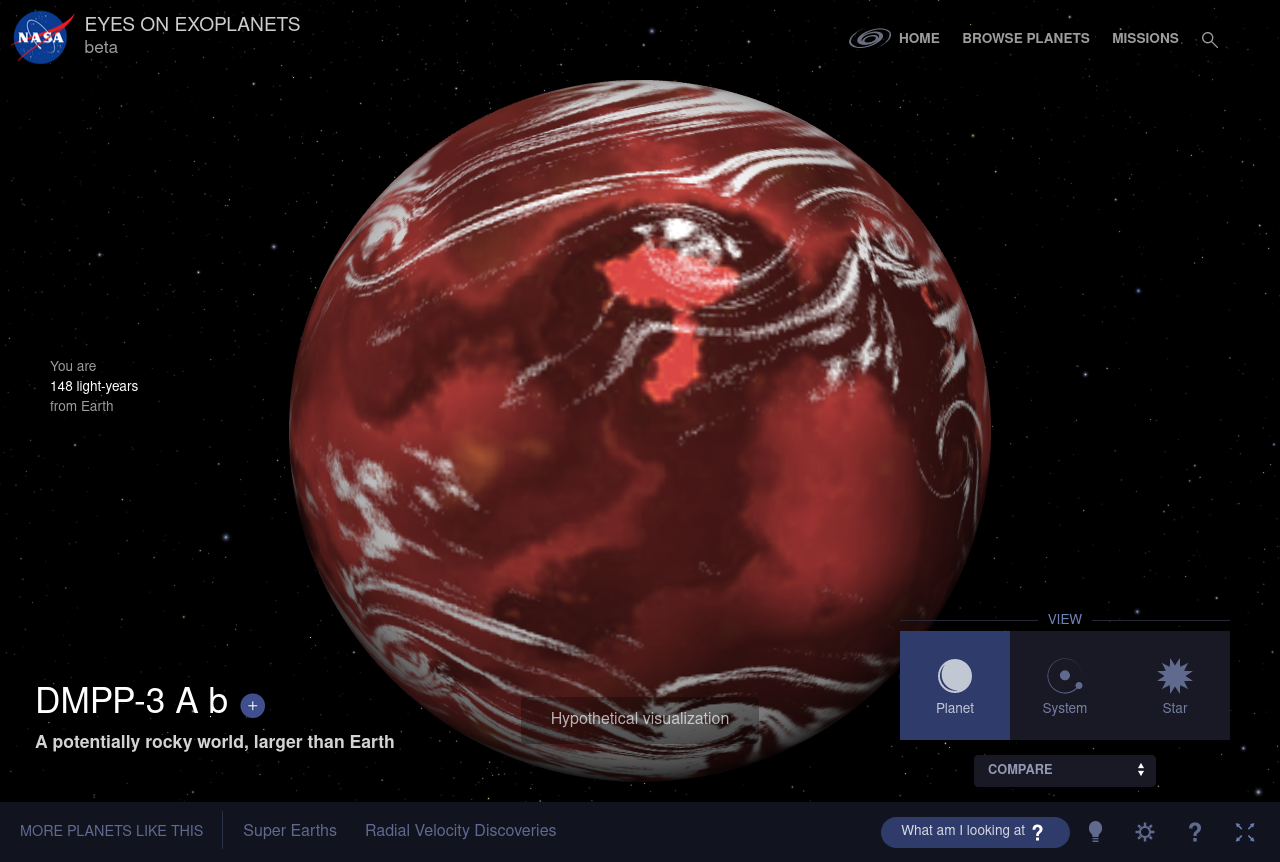 NASA
EYES ON EXOPLANETS
beta
HOME
BROWSE PLANETS
MISSIONS
You are
148 light-years
from Earth
VIEW
Planet
System
Star
DMPP-3 A b +
A potentially rocky world, larger than Earth
Hypothetical visualization
COMPARE
MORE PLANETS LIKE THIS
Super Earths
Radial Velocity Discoveries
What am I looking at ?
?